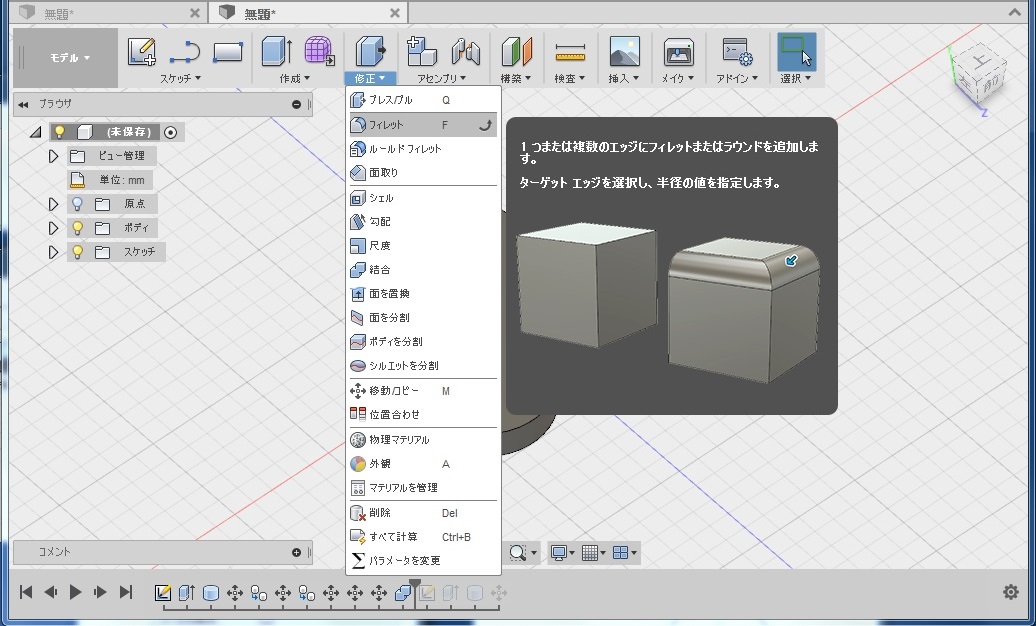 無題*
無題*
モデル
スケッチ
作成
修正
アセンブリ
構築
検査
挿入
メイク
アドイン
選択
ブラウザ
(未保存)
ビュー管理
単位: mm
原点
ボディ
スケッチ
プレス/プル Q
フィレット F
ルールド フィレット
面取り
シェル
勾配
尺度
結合
面を置換
面を分割
ボディを分割
シルエットを分割
移動/コピー M
位置合わせ
物理マテリアル
外観 A
マテリアルを管理
削除 Del
すべて計算 Ctrl+B
パラメータを変更
1 つまたは複数のエッジにフィレットまたはラウンドを追加しま
す。
ターゲット エッジを選択し、半径の値を指定します。
Z
コメント